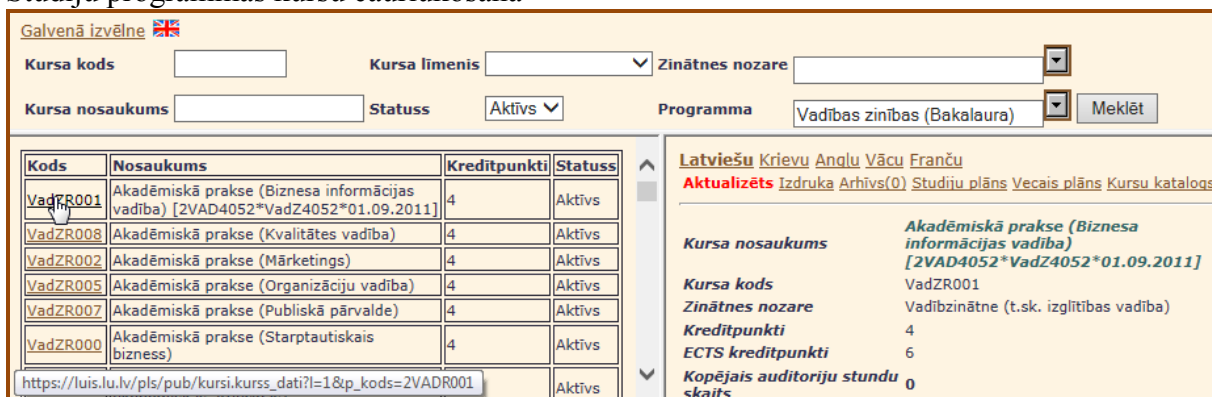 Galvenā izvēlne
Kursa kods Kursa līmenis Zinātnes nozare
Kursa nosaukums Statuss Aktīvs Programma Vadības zinības (Bakalaura) Meklēt
Kods Nosaukums Kredītpunkti Statuss
VadZR001 Akadēmiskā prakse (Biznesa informācijas vadība) [2VAD4052*VadZ4052*01.09.2011] 4 Aktīvs
VadZR008 Akadēmiskā prakse (Kvalitātes vadība) 4 Aktīvs
VadZR002 Akadēmiskā prakse (Mārketings) 4 Aktīvs
VadZR005 Akadēmiskā prakse (Organizāciju vadība) 4 Aktīvs
VadZR007 Akadēmiskā prakse (Publiskā pārvalde) 4 Aktīvs
VadZR000 Akadēmiskā prakse (Starptautiskais bizness) 4 Aktīvs
https://luis.lu.lv/pls/pub/kursi.kurss_dati?l=1&p_kods=2VADR001 Aktīvs
Latviešu Krievu Angļu Vācu Franču
Aktualizēts Izdruka Arhīvs(0) Studiju plāns Vecais plāns Kursu katalogs
Kursa nosaukums Akadēmiskā prakse (Biznesa
informācijas vadība)
[2VAD4052*VadZ4052*01.09.2011]
Kursa kods VadZR001
Zinātnes nozare Vadībzinātne (t.sk. izglītības vadība)
Kredītpunkti 4
ECTS kredītpunkti 6
Kopējais auditoriju stundu 0
skaits